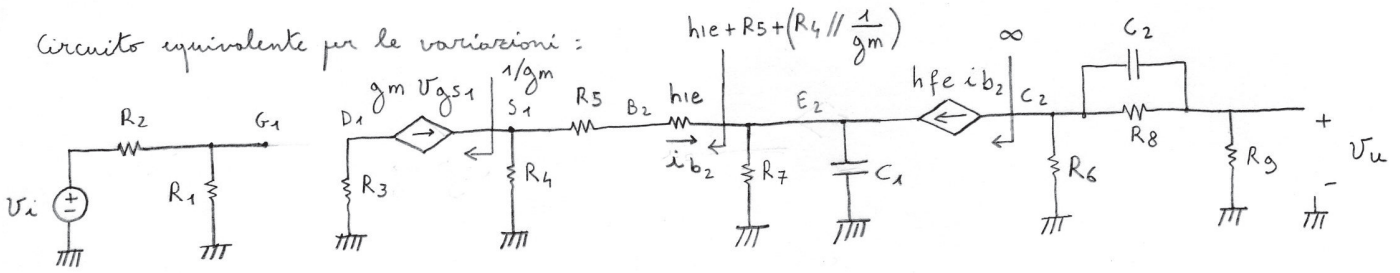 Circuito equivalente per le variazioni :
hie + R5 + (R4 // 1/gm)
∞
C2
gm vgs1
1/gm
R2
G1
D1
S1
R5
B2
hie
E2
hfe ib2
C2
R8
+
vu
-
vi
R1
R3
R4
ib2
R7
C1
R6
R9